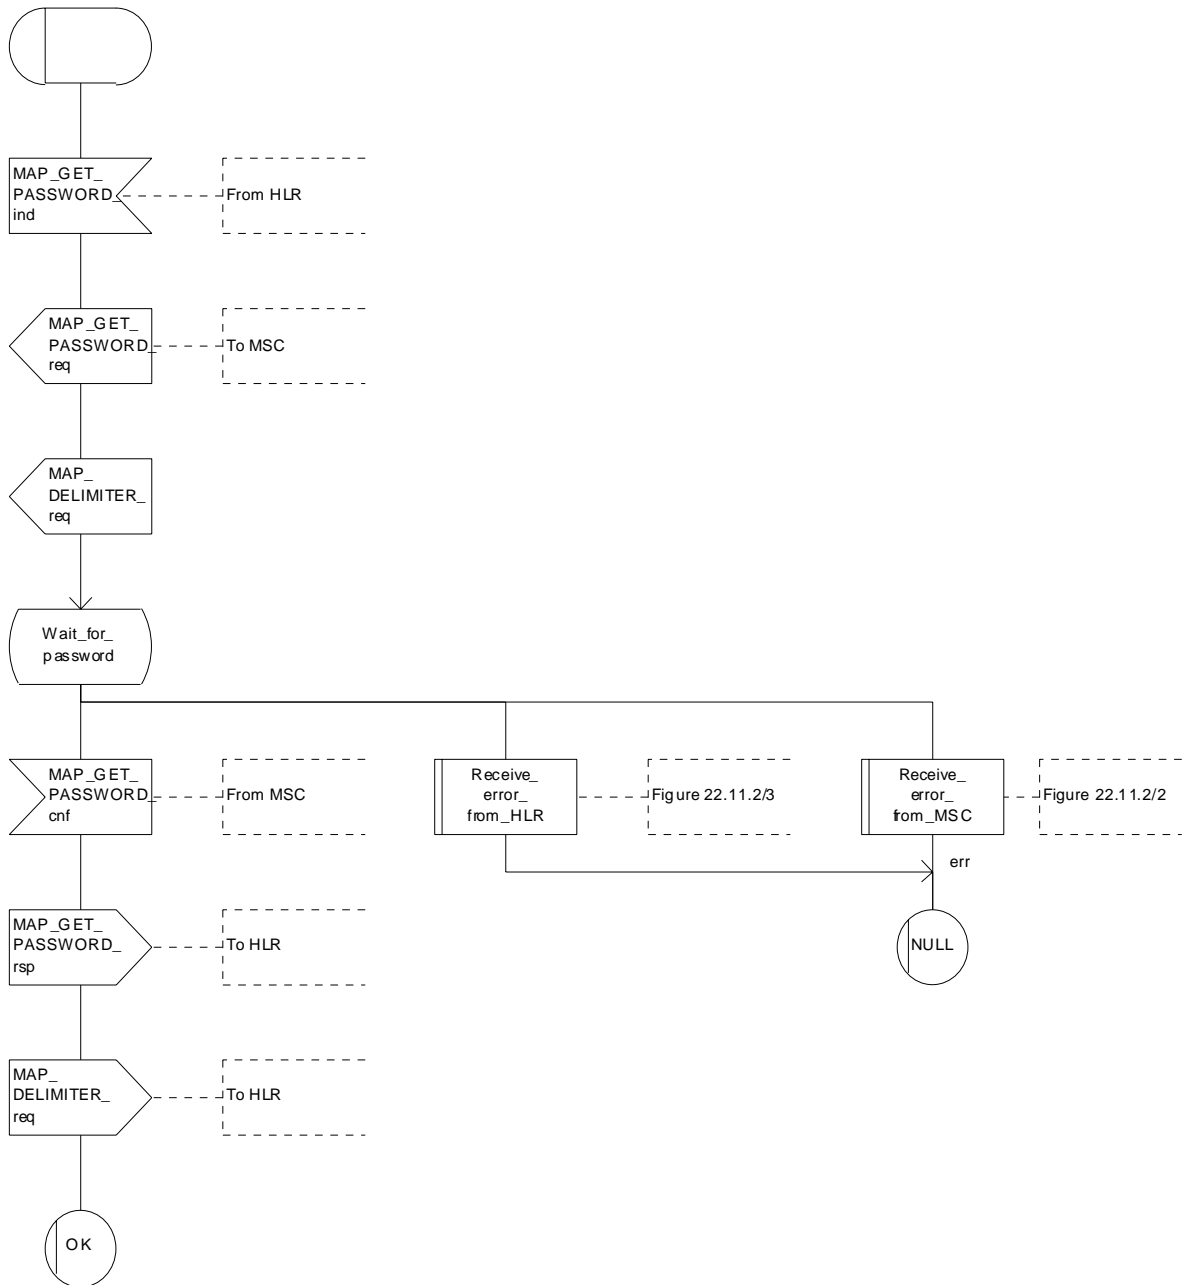 MAP_GET_
PASSWORD_
ind
From HLR
MAP_GET_
PASSWORD_
req
To MSC
MAP_
DELIMITER_
req
Wait_for_
password
MAP_GET_
PASSWORD_
cnf
From MSC
Receive_
error_
from_HLR
Figure 22.11.2/3
Receive_
error_
from_MSC
Figure 22.11.2/2
err
MAP_GET_
PASSWORD_
rsp
To HLR
NULL
MAP_
DELIMITER_
req
To HLR
OK